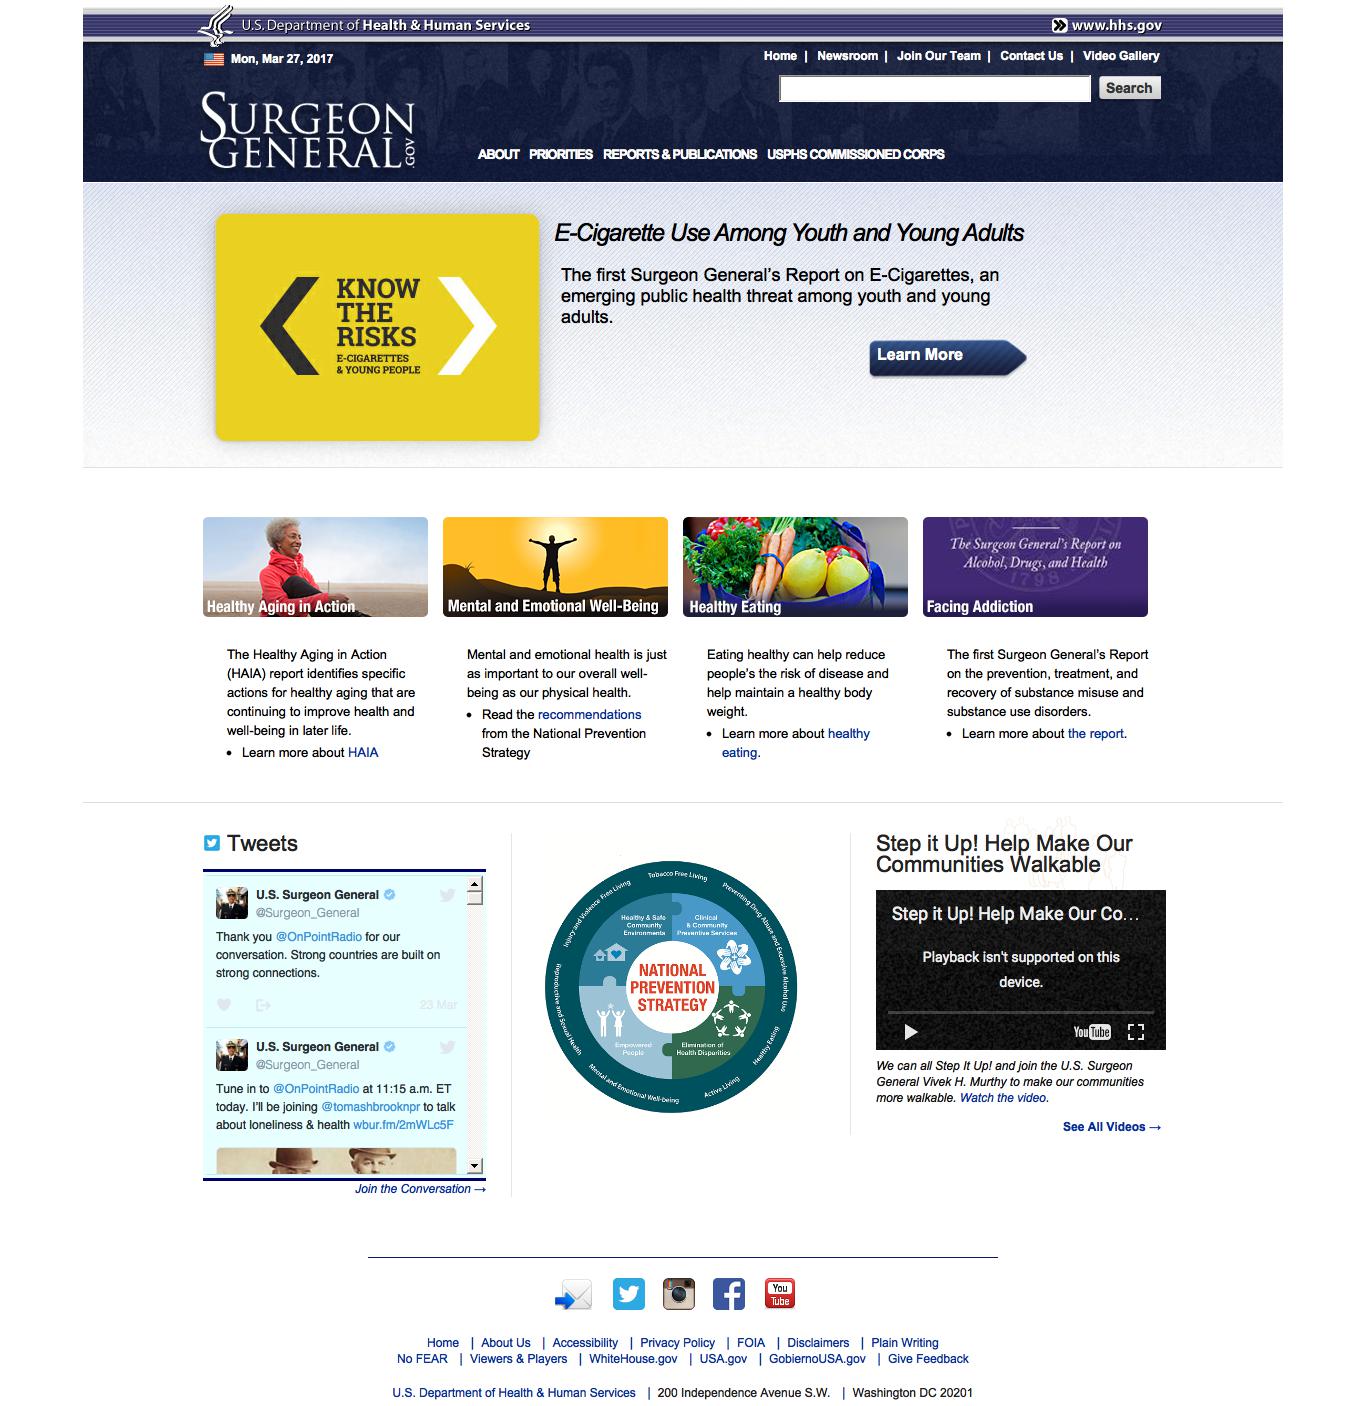 U.S. Department of Health & Human Services
www.hhs.gov
Mon, Mar 27, 2017
Home | Newsroom | Join Our Team | Contact Us | Video Gallery
Search
SURGEON
GENERAL.GOV
ABOUT PRIORITIES REPORTS & PUBLICATIONS USPHS COMMISSIONED CORPS
KNOW
THE
RISKS
E-CIGARETTES
& YOUNG PEOPLE
E-Cigarette Use Among Youth and Young Adults
The first Surgeon General's Report on E-Cigarettes, an
emerging public health threat among youth and young
adults.
Learn More
Healthy Aging in Action
The Healthy Aging in Action
(HAIA) report identifies specific
actions for healthy aging that are
continuing to improve health and
well-being in later life.
• Learn more about HAIA
Mental and Emotional Well-Being
Mental and emotional health is just
as important to our overall well-
being as our physical health.
• Read the recommendations
from the National Prevention
Strategy
Healthy Eating
Eating healthy can help reduce
people's the risk of disease and
help maintain a healthy body
weight.
• Learn more about healthy
eating.
The Surgeon General's Report on
Alcohol, Drugs, and Health
1798
Facing Addiction
The first Surgeon General's Report
on the prevention, treatment, and
recovery of substance misuse and
substance use disorders.
• Learn more about the report.
Tweets
U.S. Surgeon General
@Surgeon_General
Thank you @OnPointRadio for our
conversation. Strong countries are built on
strong connections.
23 Mar
U.S. Surgeon General
@Surgeon_General
Tune in to @OnPointRadio at 11:15 a.m. ET
today. I'll be joining @tomashbrooknpr to talk
about loneliness & health wbur.fm/2mWLc5F
Join the Conversation →
Tobacco Free Living
Preventing Drug Abuse and Excessive Alcohol Use
Healthy Eating
Active Living
Mental and Emotional Well-being
Reproductive and Sexual Health
Injury and Violence Free Living
Healthy & Safe
Community
Environments
Clinical
& Community
Preventive Services
NATIONAL
PREVENTION
STRATEGY
Empowered
People
Elimination of
Health Disparities
Step it Up! Help Make Our
Communities Walkable
Step it Up! Help Make Our Co...
Playback isn't supported on this
device.
YouTube
We can all Step It Up! and join the U.S. Surgeon
General Vivek H. Murthy to make our communities
more walkable. Watch the video.
See All Videos →
You
Tube
Home | About Us | Accessibility | Privacy Policy | FOIA | Disclaimers | Plain Writing
No FEAR | Viewers & Players | WhiteHouse.gov | USA.gov | GobiernoUSA.gov | Give Feedback
U.S. Department of Health & Human Services | 200 Independence Avenue S.W. | Washington DC 20201